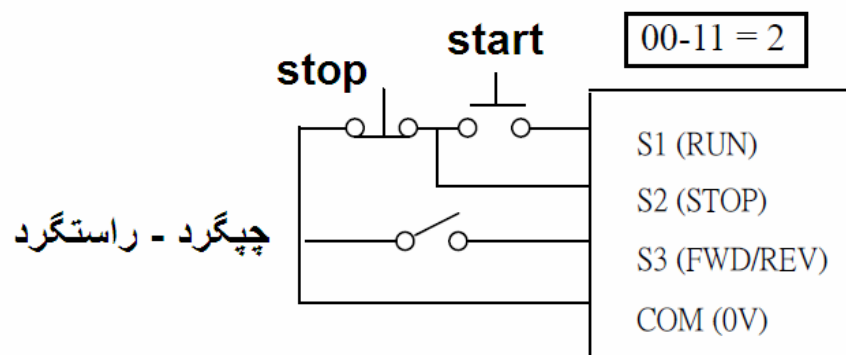 start
00-11 = 2
stop
S1 (RUN)
S2 (STOP)
چپگرد - راستگرد
S3 (FWD/REV)
COM (0V)